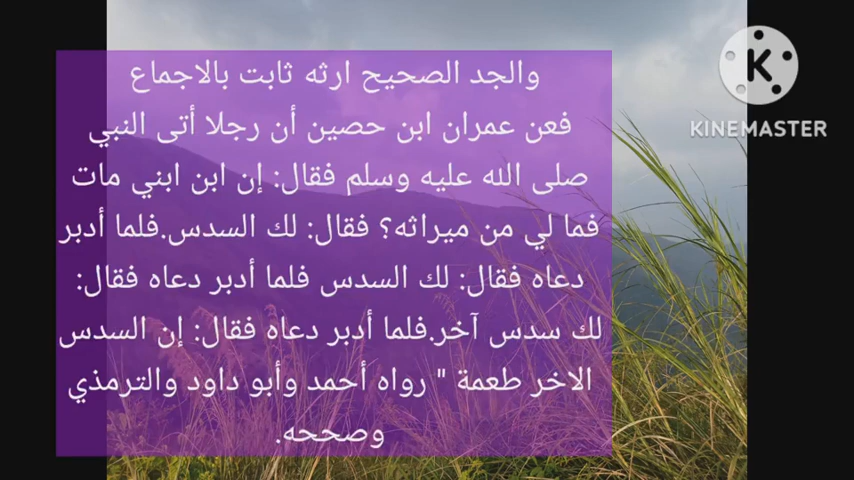 والجد الصحيح ارثه ثابت بالاجماع
فعن عمران ابن حصين أن رجلا أتى النبي
صلى الله عليه وسلم فقال: إن ابن ابني مات
فما لي من ميراثه؟ فقال: لك السدس.فلما أدبر
دعاه فقال: لك السدس فلما أدبر دعاه فقال:
لك سدس آخر.فلما أدبر دعاه فقال: إن السدس
الاخر طعمة " رواه أحمد وأبو داود والترمذي
وصححه.
KINEMASTER